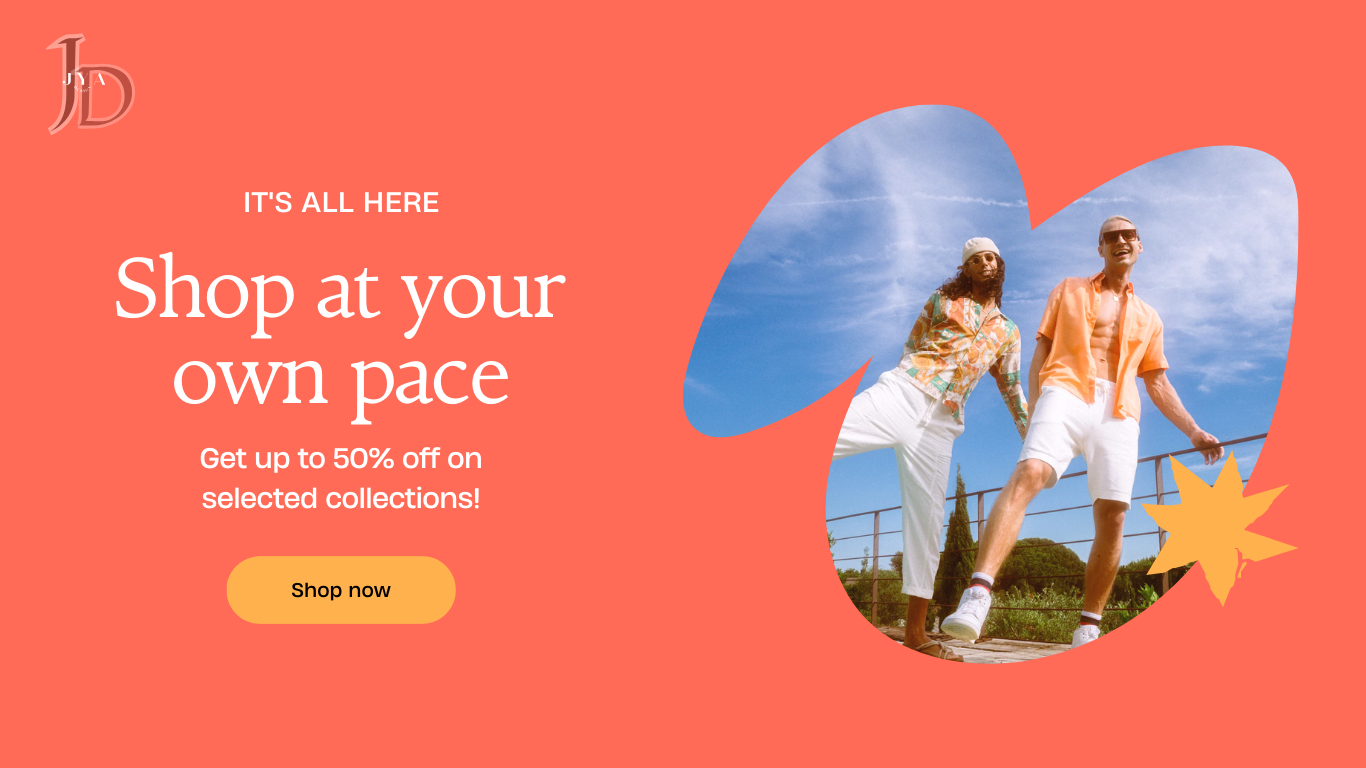 JD
JYA
IT'S ALL HERE
Shop at your
own pace
Get up to 50% off on
selected collections!
Shop now